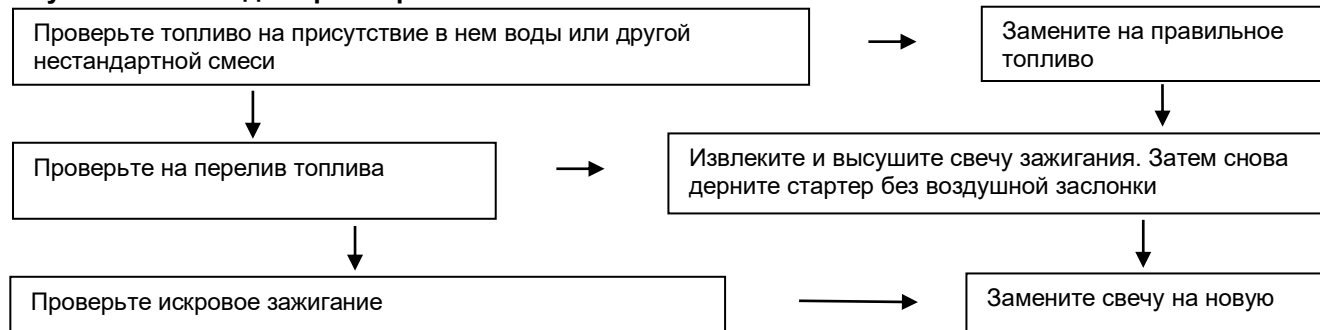 Проверьте топливо на присутствие в нем воды или другой
нестандартной смеси
Замените на правильное
топливо
Проверьте на перелив топлива
Извлеките и высушите свечу зажигания. Затем снова
дерните стартер без воздушной заслонки
Проверьте искровое зажигание
Замените свечу на новую